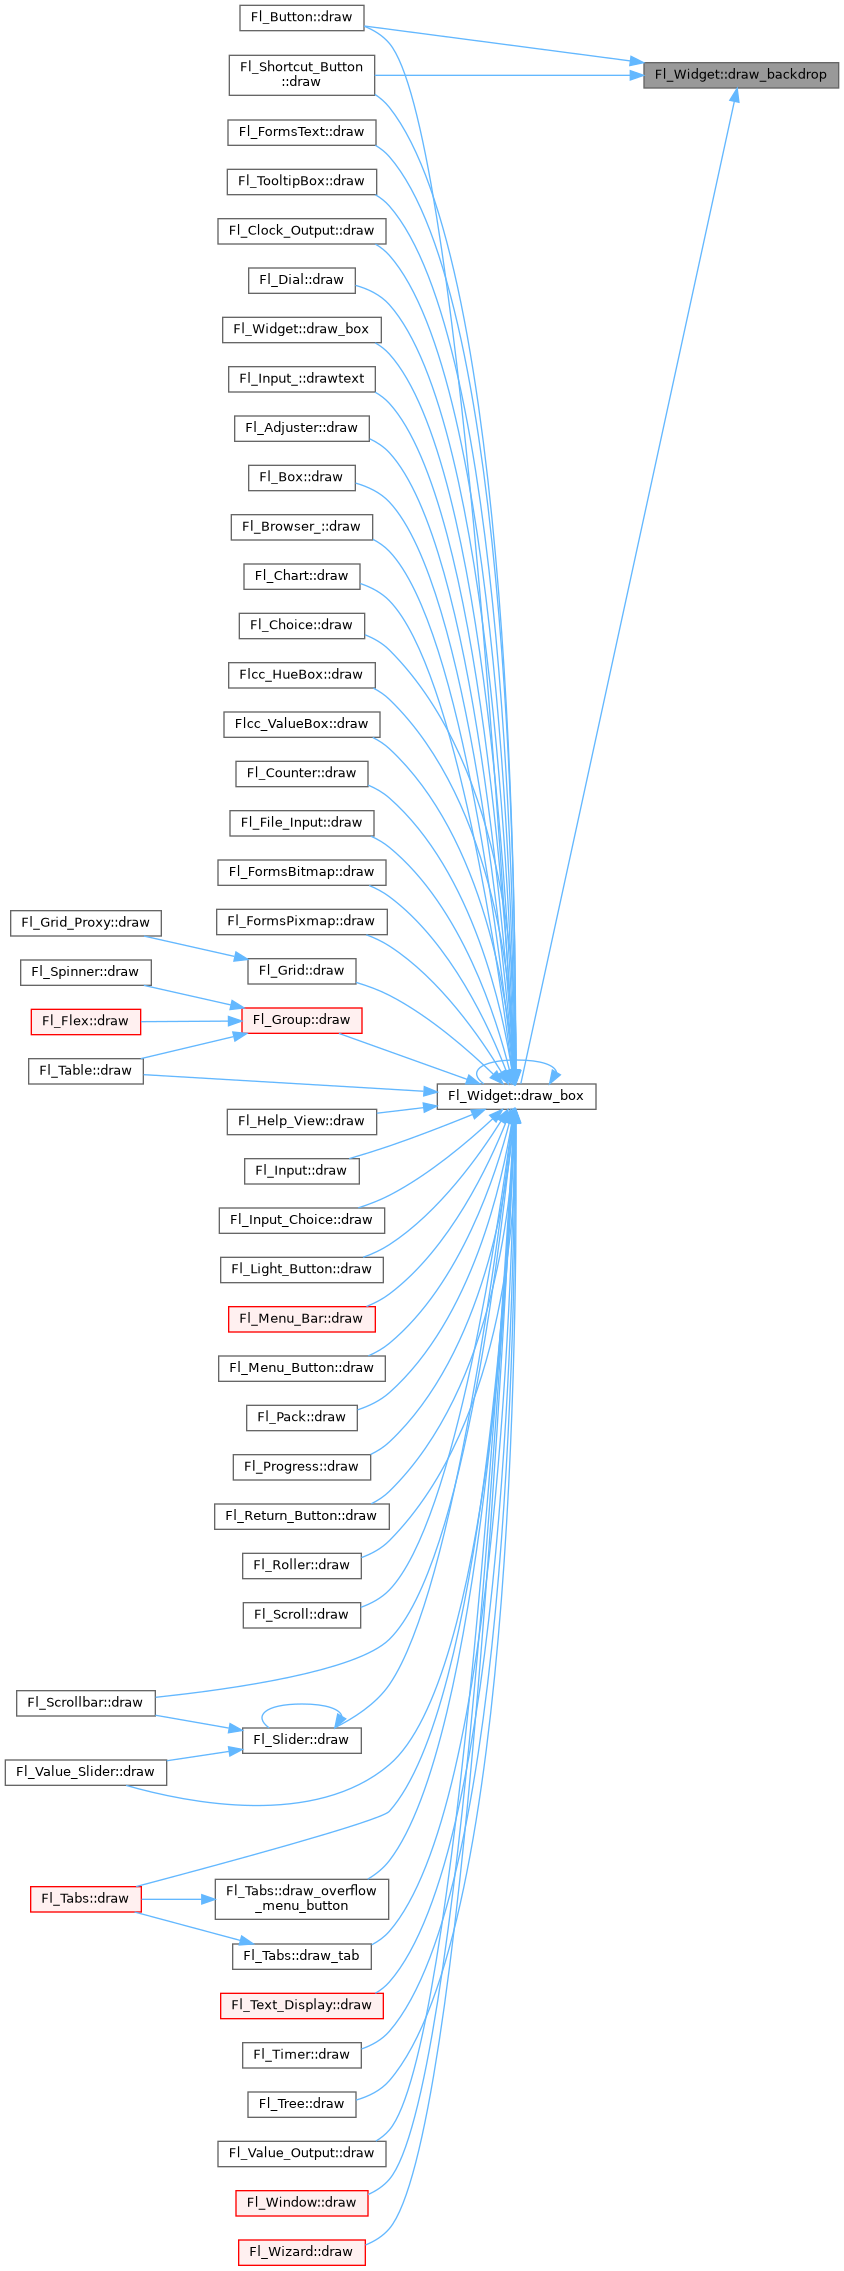 Fl_Button::draw
Fl_Widget::draw_backdrop
Fl_Shortcut_Button
::draw
Fl_FormsText::draw
Fl_TooltipBox::draw
Fl_Clock_Output::draw
Fl_Dial::draw
Fl_Widget::draw_box
Fl_Input_::drawtext
Fl_Adjuster::draw
Fl_Box::draw
Fl_Browser_::draw
Fl_Chart::draw
Fl_Choice::draw
Flcc_HueBox::draw
Flcc_ValueBox::draw
Fl_Counter::draw
Fl_File_Input::draw
Fl_FormsBitmap::draw
Fl_FormsPixmap::draw
Fl_Grid_Proxy::draw
Fl_Grid::draw
Fl_Spinner::draw
Fl_Group::draw
Fl_Flex::draw
Fl_Table::draw
Fl_Widget::draw_box
Fl_Help_View::draw
Fl_Input::draw
Fl_Input_Choice::draw
Fl_Light_Button::draw
Fl_Menu_Bar::draw
Fl_Menu_Button::draw
Fl_Pack::draw
Fl_Progress::draw
Fl_Return_Button::draw
Fl_Roller::draw
Fl_Scroll::draw
Fl_Scrollbar::draw
Fl_Slider::draw
Fl_Value_Slider::draw
Fl_Tabs::draw
Fl_Tabs::draw_overflow
_menu_button
Fl_Tabs::draw_tab
Fl_Text_Display::draw
Fl_Timer::draw
Fl_Tree::draw
Fl_Value_Output::draw
Fl_Window::draw
Fl_Wizard::draw